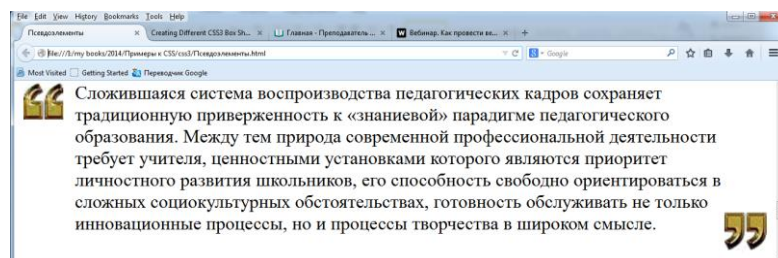 File Edit View History Bookmarks Tools Help
Псевдоэлементы × Creating Different CSS3 Box Sh... × Главная - Преподаватель ... × W Вебинар. Как провести ве... × +
file:///I:/my books/2014/Примеры к CSS/css3/Псевдоэлементы.html Google
Most Visited Getting Started Переводчик Google
Сложившаяся система воспроизводства педагогических кадров сохраняет
традиционную приверженность к «знаниевой» парадигме педагогического
образования. Между тем природа современной профессиональной деятельности
требует учителя, ценностными установками которого являются приоритет
личностного развития школьников, его способность свободно ориентироваться в
сложных социокультурных обстоятельствах, готовность обслуживать не только
инновационные процессы, но и процессы творчества в широком смысле.